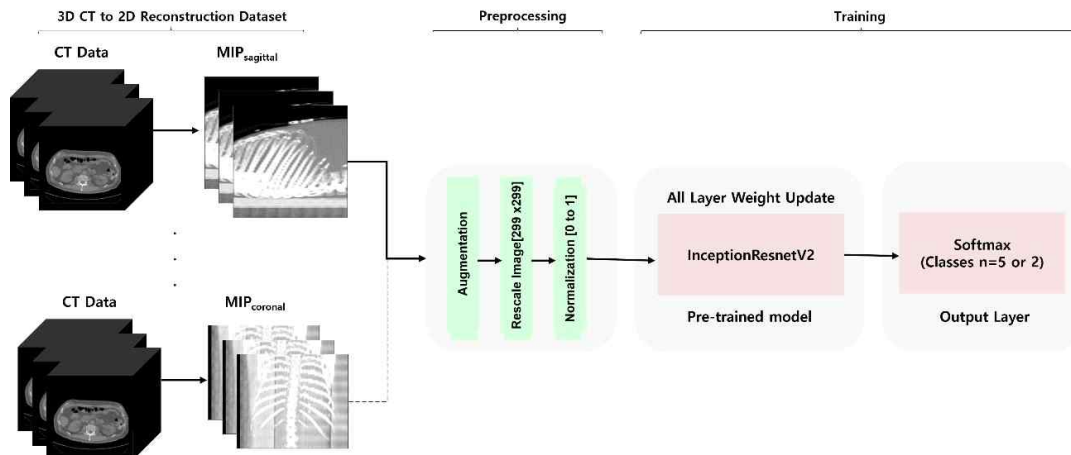 3D CT to 2D Reconstruction Dataset
Preprocessing
Training
CT Data
MIPsagittal
CT Data
MIPcoronal
Augmentation
Rescale Image[299 x299]
Normalization [0 to 1]
All Layer Weight Update
InceptionResnetV2
Pre-trained model
Softmax
(Classes n=5 or 2)
Output Layer